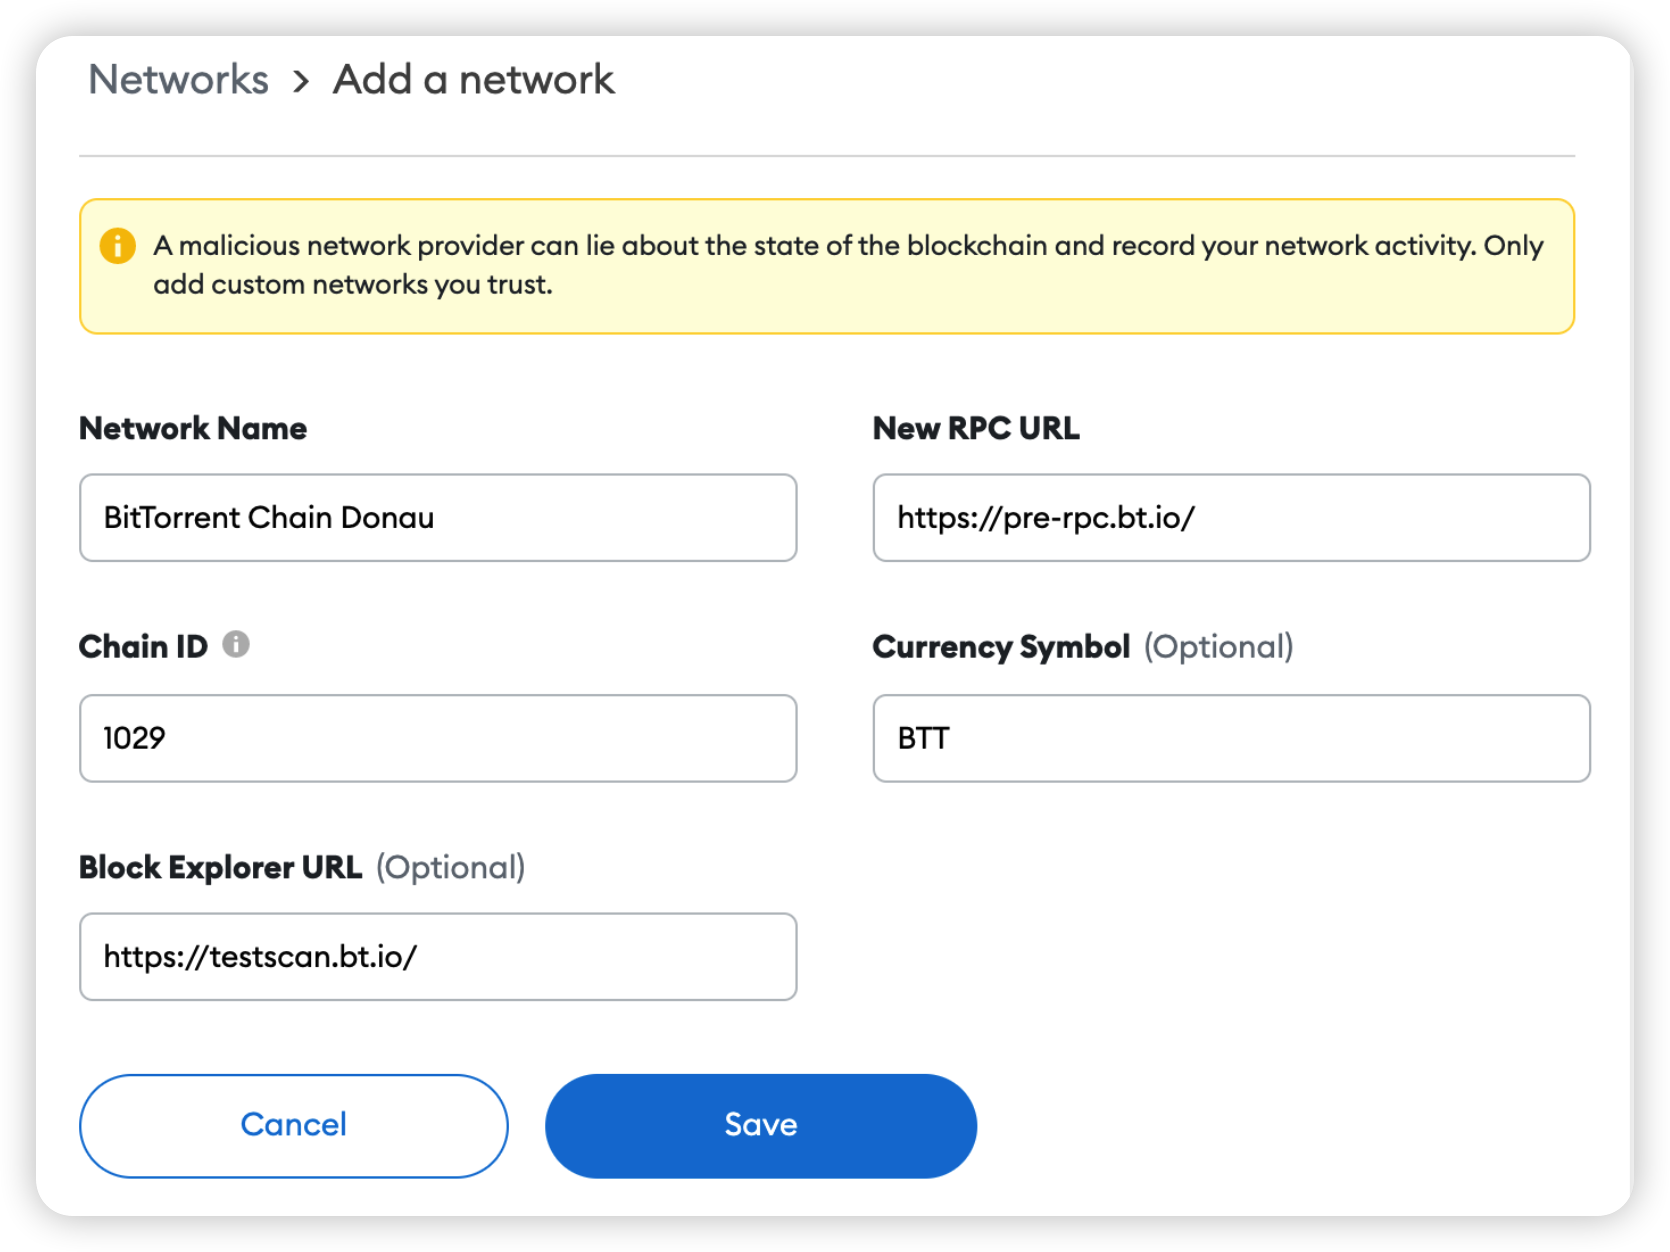 Networks > Add a network
A malicious network provider can lie about the state of the blockchain and record your network activity. Only
add custom networks you trust.
Network Name
New RPC URL
BitTorrent Chain Donau
https://pre-rpc.bt.io/
Chain ID
Currency Symbol (Optional)
1029
BTT
Block Explorer URL (Optional)
https://testscan.bt.io/
Cancel
Save